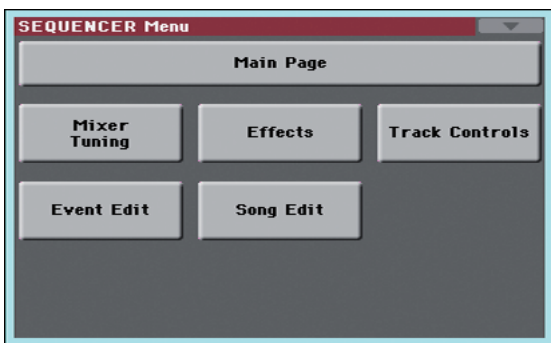 SEQUENCER Menu
Main Page
Mixer
Tuning
Effects
Track Controls
Event Edit
Song Edit